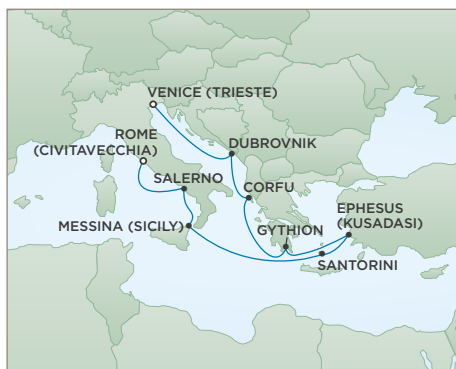 VENICE (TRIESTE)
ROME
(CIVITAVECCHIA)
DUBROVNIK
SALERNO
CORFU
EPHESUS
(KUSADASI)
MESSINA (SICILY)
GYTHION
SANTORINI